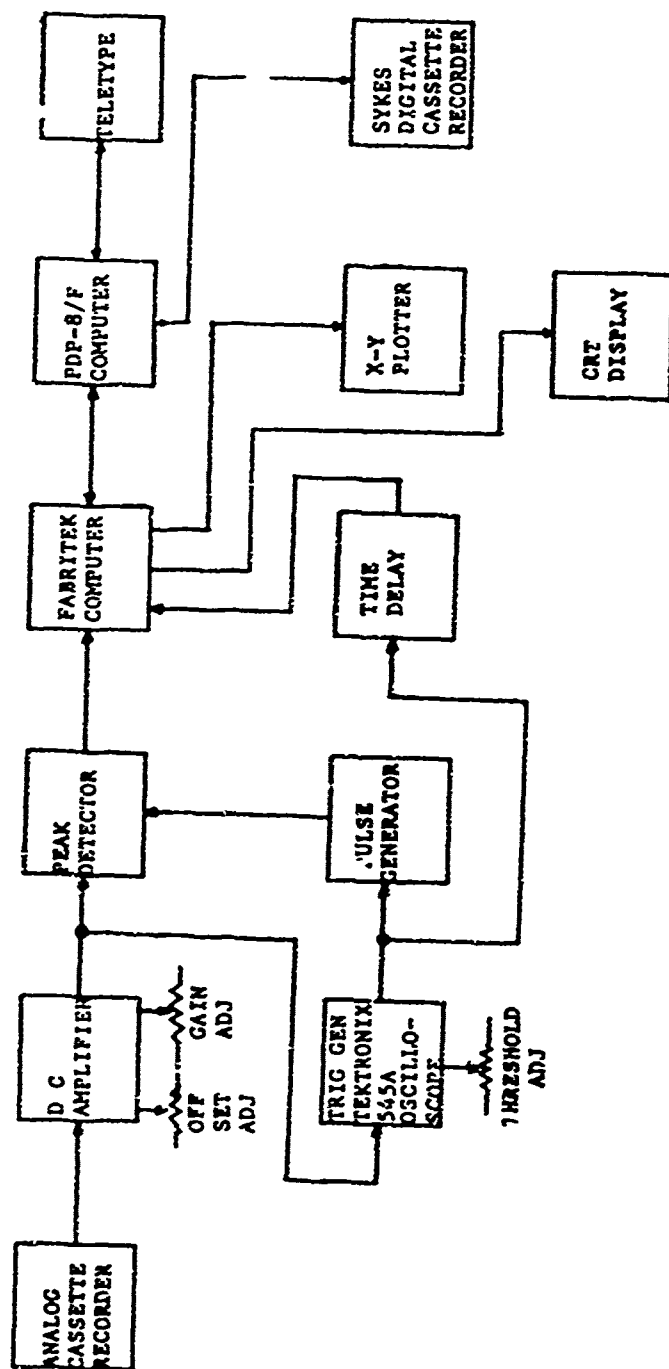 ANALOG
CASSETTE
RECORDER
D C
AMPLIFIER
OFF
SET
ADJ
GAIN
ADJ
PEAK
DETECTOR
FABRITEK
COMPUTER
PDP-8/F
COMPUTER
TELETYPE
TRIG GEN
TEKTRONIX
545A
OSCILLO-
SCOPE
THRESHOLD
ADJ
ULSE
GENERATOR
TIME
DELAY
X-Y
PLOTTER
CRT
DISPLAY
SYKES
DIGITAL
CASSETTE
RECORDER